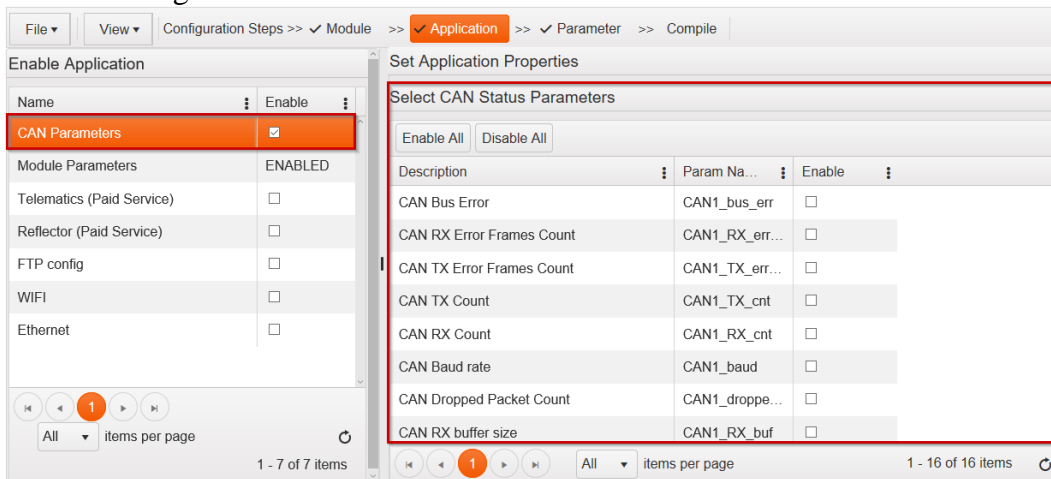 File View Configuration Steps >> Module >> Application >> Parameter >> Compile
Enable Application
Name Enable
CAN Parameters
Module Parameters ENABLED
Telematics (Paid Service)
Reflector (Paid Service)
FTP config
WIFI
Ethernet
1
All items per page
1 - 7 of 7 items
Set Application Properties
Select CAN Status Parameters
Enable All Disable All
Description Param Na... Enable
CAN Bus Error CAN1_bus_err
CAN RX Error Frames Count CAN1_RX_err...
CAN TX Error Frames Count CAN1_TX_err...
CAN TX Count CAN1_TX_cnt
CAN RX Count CAN1_RX_cnt
CAN Baud rate CAN1_baud
CAN Dropped Packet Count CAN1_droppe...
CAN RX buffer size CAN1_RX_buf
1 All items per page 1 - 16 of 16 items